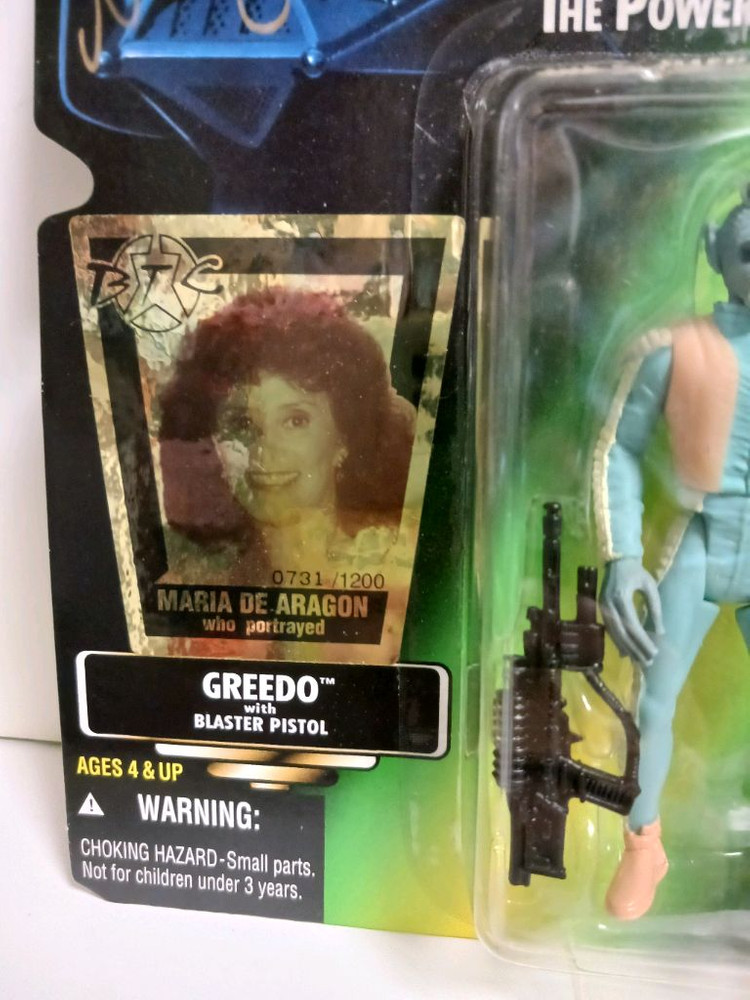 THE POWER
BTC
0731 /1200
MARIA DE ARAGON
who portrayed
GREEDO™
with
BLASTER PISTOL
AGES 4 & UP
WARNING:
CHOKING HAZARD-Small parts.
Not for children under 3 years.